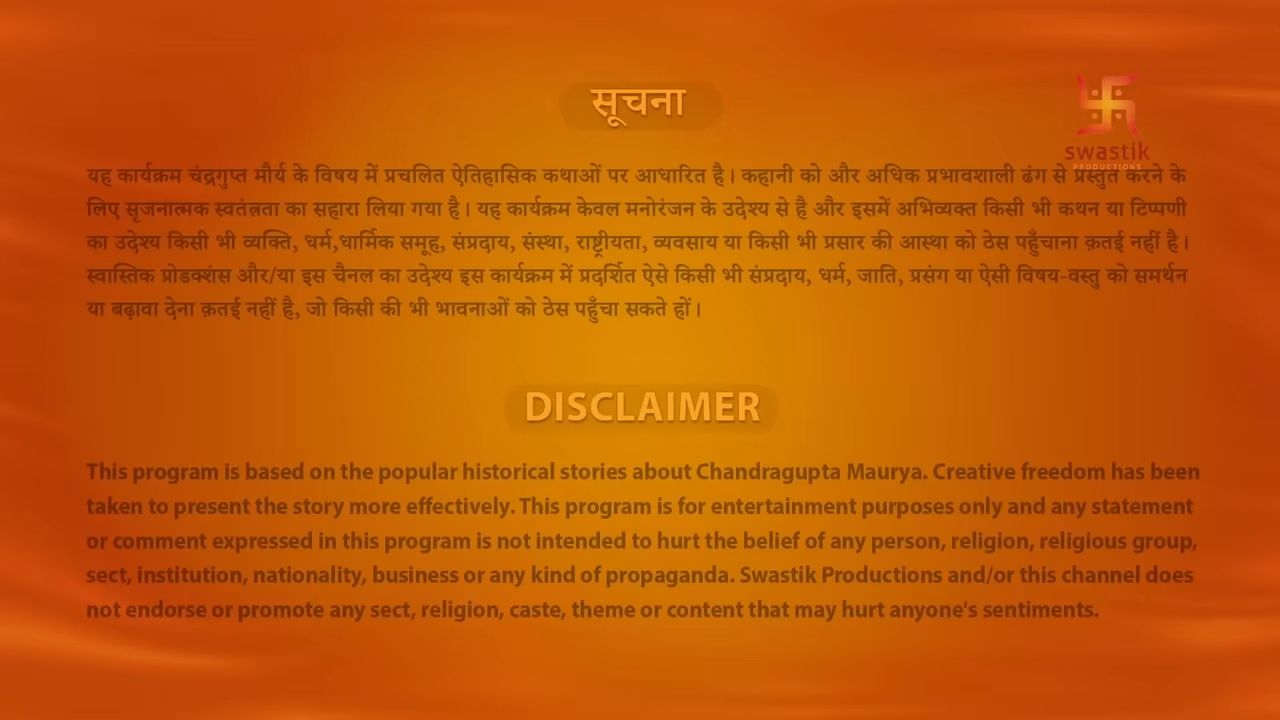 सूचना
swastik
PRODUCTIONS
यह कार्यक्रम चंद्रगुप्त मौर्य के विषय में प्रचलित ऐतिहासिक कथाओं पर आधारित है। कहानी को और अधिक प्रभावशाली ढंग से प्रस्तुत करने के
लिए सृजनात्मक स्वतंत्रता का सहारा लिया गया है। यह कार्यक्रम केवल मनोरंजन के उद्देश्य से है और इसमें अभिव्यक्त किसी भी कथन या टिप्पणी
का उद्देश्य किसी भी व्यक्ति, धर्म,धार्मिक समूह, संप्रदाय, संस्था, राष्ट्रीयता, व्यवसाय या किसी भी प्रसार की आस्था को ठेस पहुँचाना क़तई नहीं है।
स्वास्तिक प्रोडक्शंस और/या इस चैनल का उद्देश्य इस कार्यक्रम में प्रदर्शित ऐसे किसी भी संप्रदाय, धर्म, जाति, प्रसंग या ऐसी विषय-वस्तु को समर्थन
या बढ़ावा देना क़तई नहीं है, जो किसी की भी भावनाओं को ठेस पहुँचा सकते हों।
DISCLAIMER
This program is based on the popular historical stories about Chandragupta Maurya. Creative freedom has been
taken to present the story more effectively. This program is for entertainment purposes only and any statement
or comment expressed in this program is not intended to hurt the belief of any person, religion, religious group,
sect, institution, nationality, business or any kind of propaganda. Swastik Productions and/or this channel does
not endorse or promote any sect, religion, caste, theme or content that may hurt anyone's sentiments.